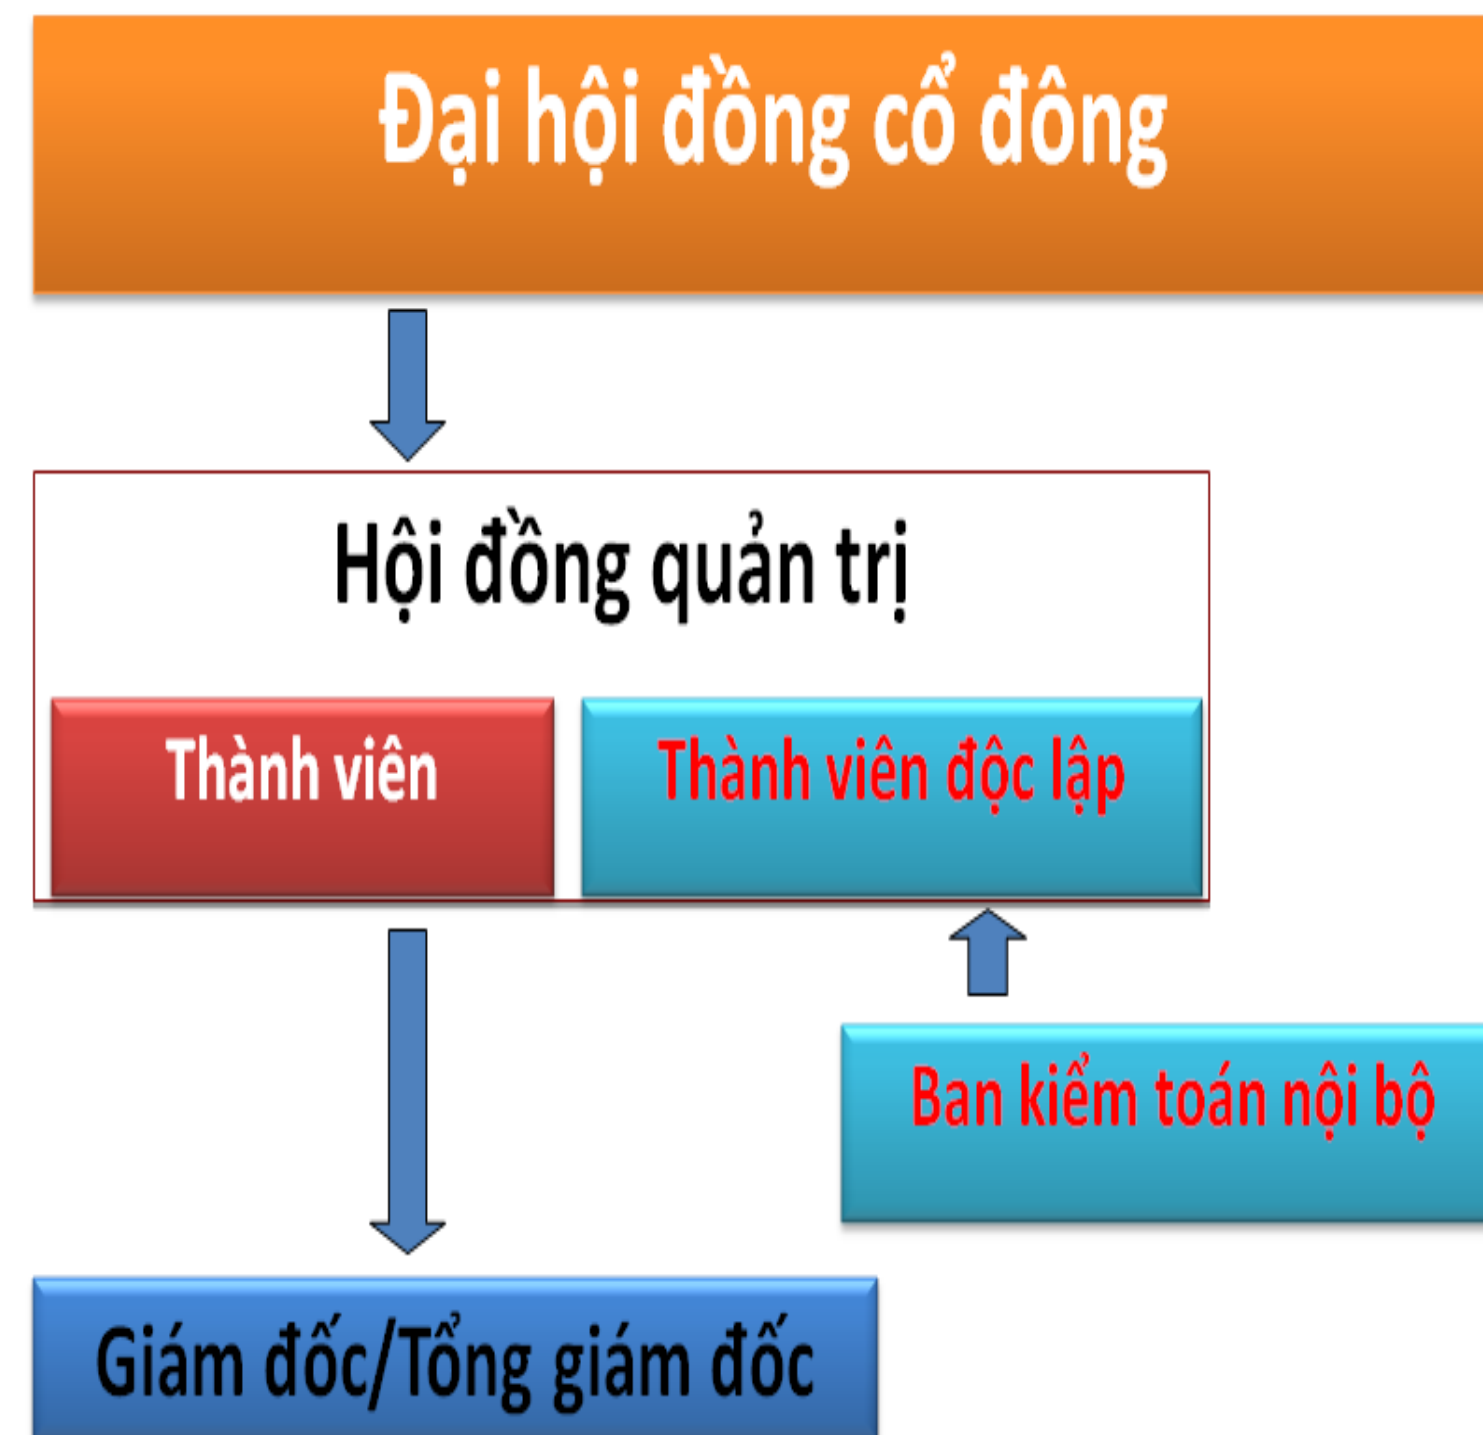 Đại hội đồng cổ đông
Hội đồng quản trị
Thành viên
Thành viên độc lập
Ban kiểm toán nội bộ
Giám đốc/Tổng giám đốc